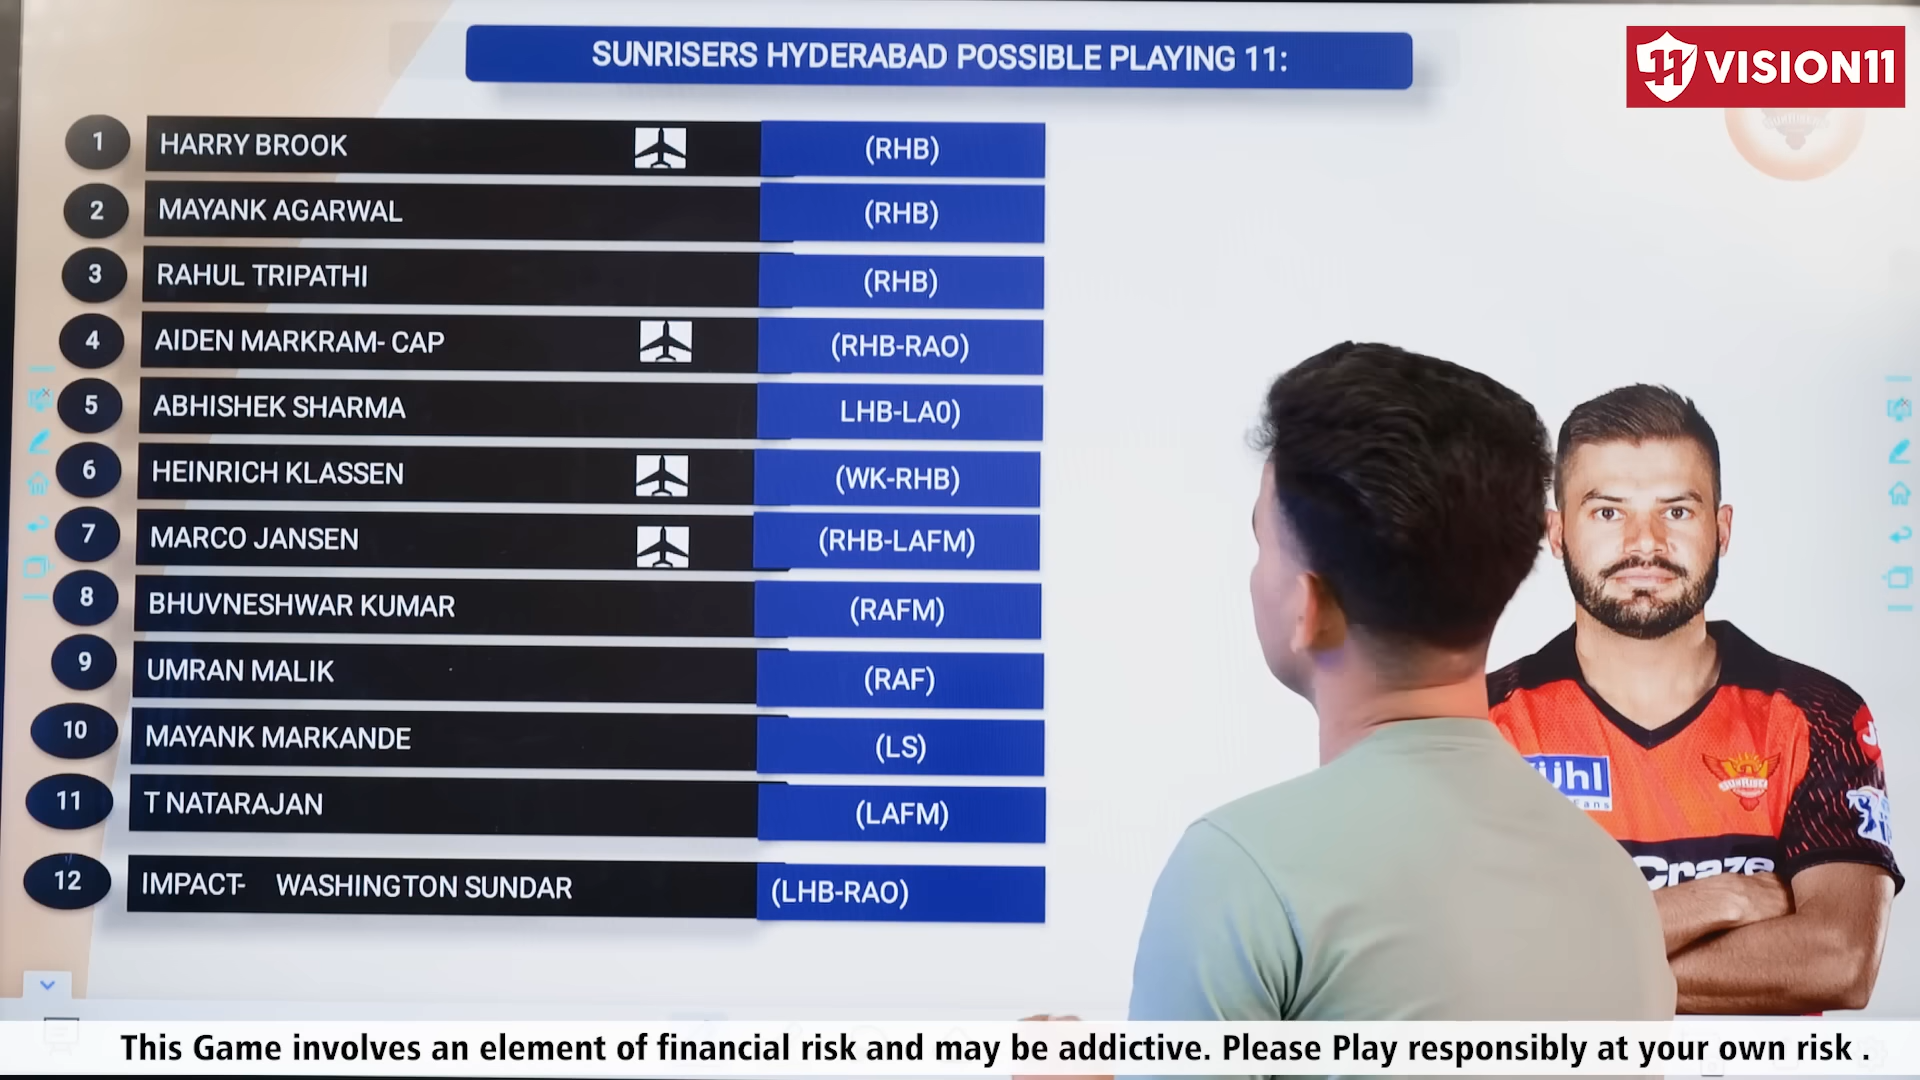 SUNRISERS HYDERABAD POSSIBLE PLAYING 11:
VISION11
1 HARRY BROOK (RHB)
2 MAYANK AGARWAL (RHB)
3 RAHUL TRIPATHI (RHB)
4 AIDEN MARKRAM- CAP (RHB-RAO)
5 ABHISHEK SHARMA LHB-LA0)
6 HEINRICH KLASSEN (WK-RHB)
7 MARCO JANSEN (RHB-LAFM)
8 BHUVNESHWAR KUMAR (RAFM)
9 UMRAN MALIK (RAF)
10 MAYANK MARKANDE (LS)
11 T NATARAJAN (LAFM)
12 IMPACT- WASHINGTON SUNDAR (LHB-RAO)
Craze
This Game involves an element of financial risk and may be addictive. Please Play responsibly at your own risk .